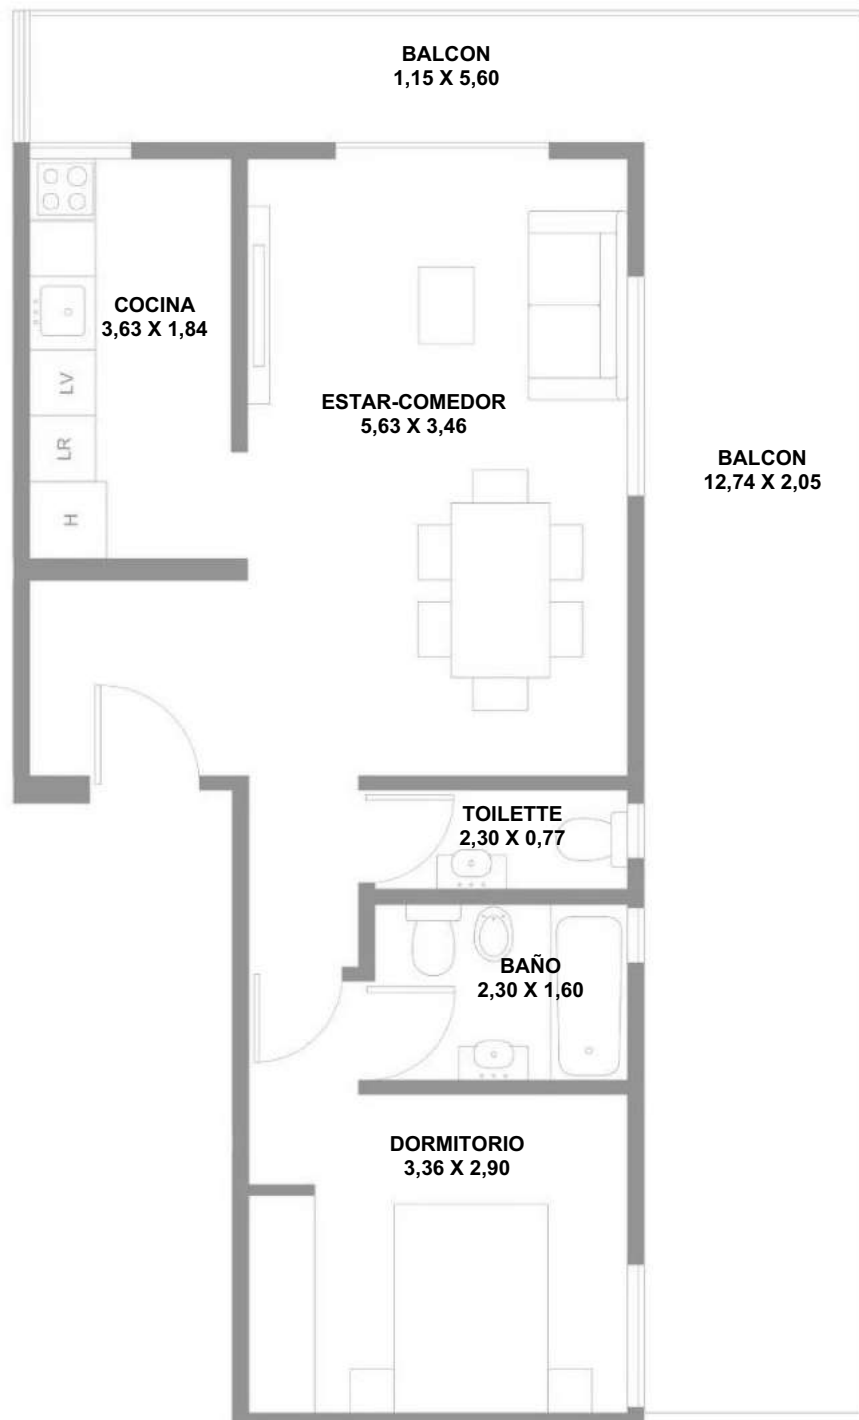 BALCON
1,15 X 5,60
COCINA
3,63 X 1,84
LV
LR
H
ESTAR-COMEDOR
5,63 X 3,46
BALCON
12,74 X 2,05
TOILETTE
2,30 X 0,77
BAÑO
2,30 X 1,60
DORMITORIO
3,36 X 2,90